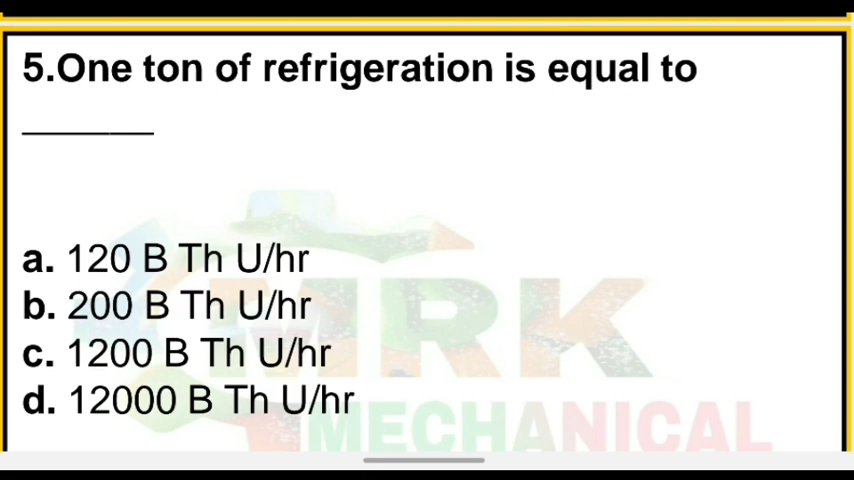 5.One ton of refrigeration is equal to
______
a. 120 B Th U/hr
b. 200 B Th U/hr
c. 1200 B Th U/hr
d. 12000 B Th U/hr
MRK
MECHANICAL